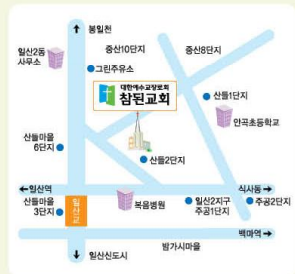 ↑ 봉일천
일산2동
사무소
중산10단지
중산8단지
그린주유소
대한예수교장로회
참된교회
산들1단지
안곡초등학교
산들마을
6단지
산들2단지
←일산역
식사동→
산들마을
3단지
일산교
복음병원
일산2지구
주공1단지
주공2단지
백마역→
밤가시마을
↓ 일산신도시